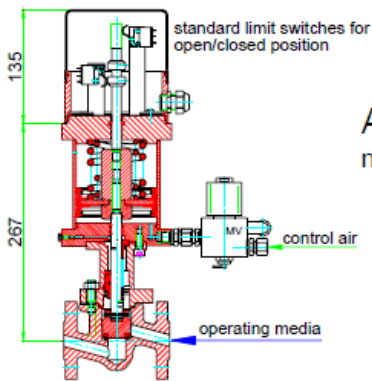 standard limit switches for
open/closed position
135
267
MV
control air
operating media